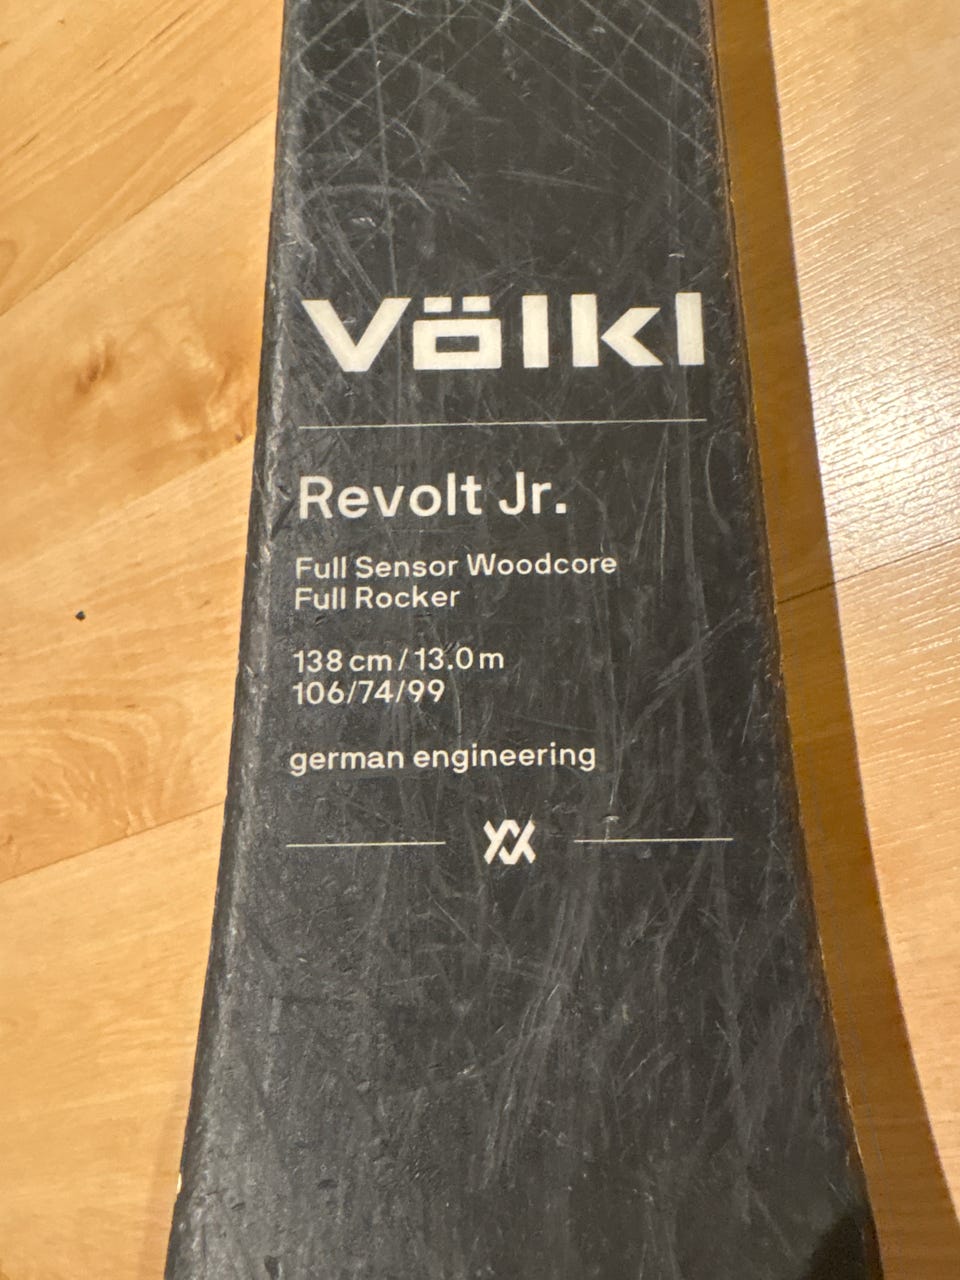 Völkl
Revolt Jr.
Full Sensor Woodcore
Full Rocker
138 cm / 13.0 m
106/74/99
german engineering